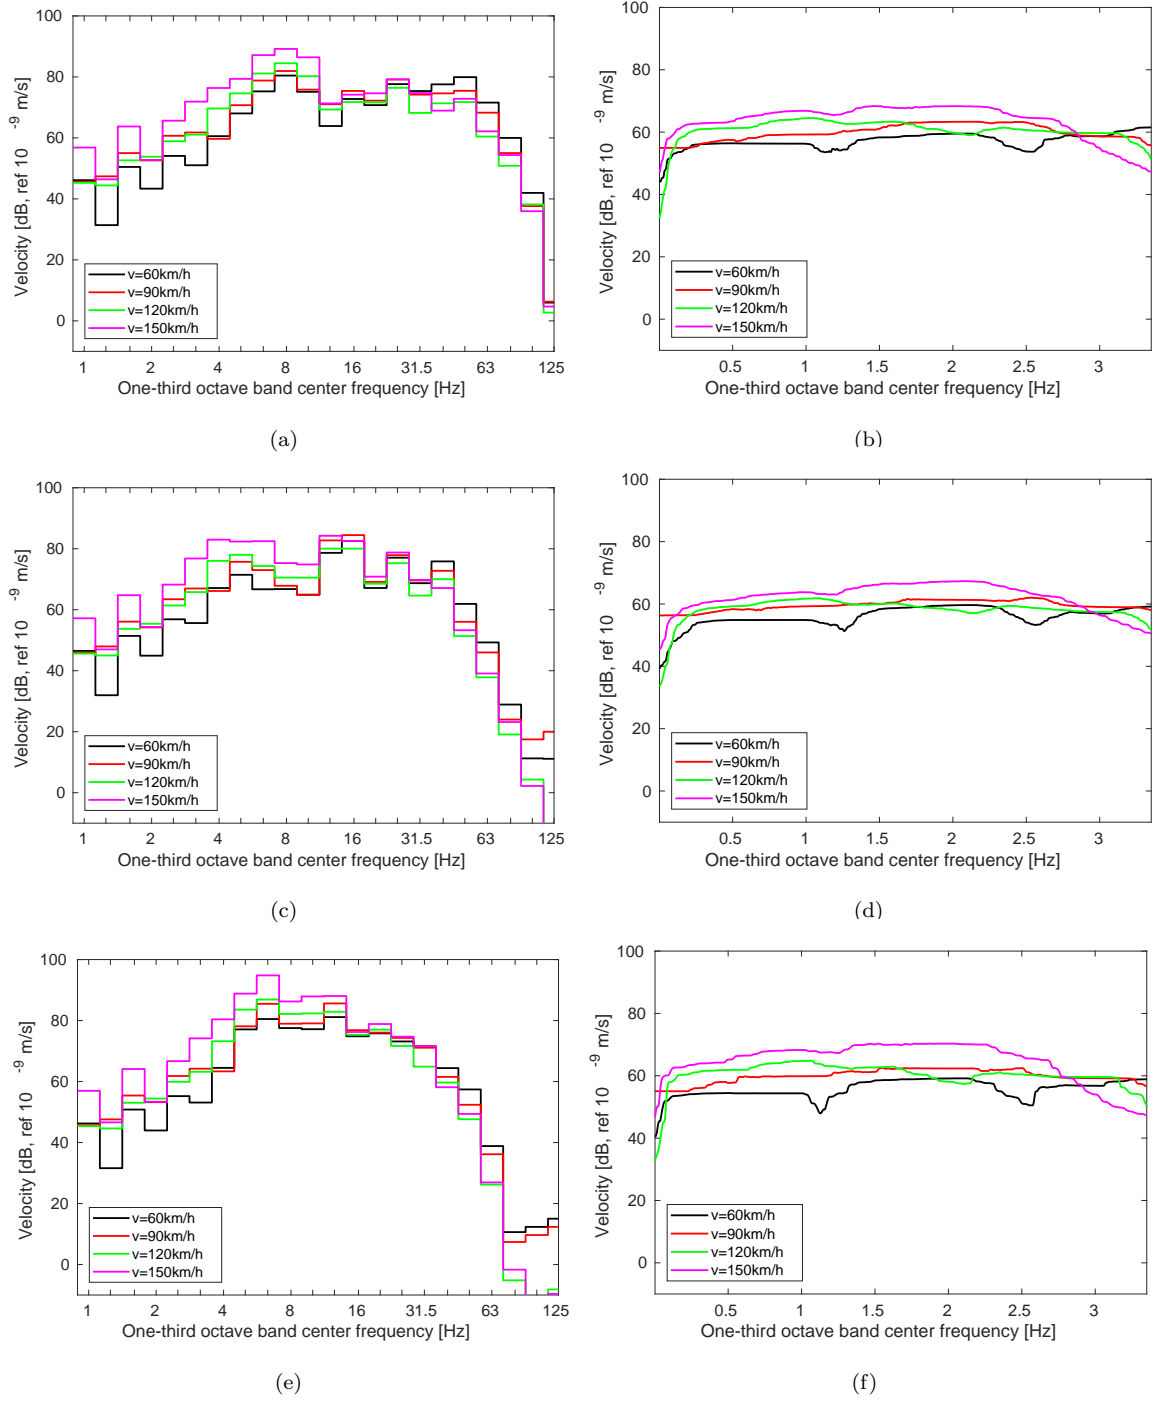 100
80
60
40
20
0
Velocity [dB, ref 10 -9 m/s]
v=60km/h
v=90km/h
v=120km/h
v=150km/h
1 2 4 8 16 31.5 63 125
One-third octave band center frequency [Hz]
(a)
100
80
60
40
20
0
Velocity [dB, ref 10 -9 m/s]
v=60km/h
v=90km/h
v=120km/h
v=150km/h
0.5 1 1.5 2 2.5 3
One-third octave band center frequency [Hz]
(b)
100
80
60
40
20
0
Velocity [dB, ref 10 -9 m/s]
v=60km/h
v=90km/h
v=120km/h
v=150km/h
1 2 4 8 16 31.5 63 125
One-third octave band center frequency [Hz]
(c)
100
80
60
40
20
0
Velocity [dB, ref 10 -9 m/s]
v=60km/h
v=90km/h
v=120km/h
v=150km/h
0.5 1 1.5 2 2.5 3
One-third octave band center frequency [Hz]
(d)
100
80
60
40
20
0
Velocity [dB, ref 10 -9 m/s]
v=60km/h
v=90km/h
v=120km/h
v=150km/h
1 2 4 8 16 31.5 63 125
One-third octave band center frequency [Hz]
(e)
100
80
60
40
20
0
Velocity [dB, ref 10 -9 m/s]
v=60km/h
v=90km/h
v=120km/h
v=150km/h
0.5 1 1.5 2 2.5 3
One-third octave band center frequency [Hz]
(f)